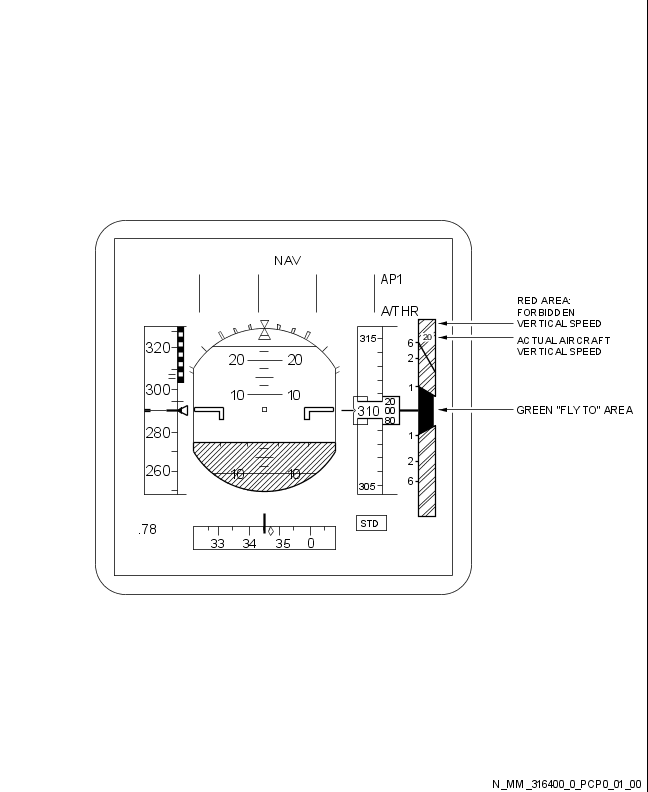 NAV
AP1
A/THR
RED AREA:
FORBIDDEN
VERTICAL SPEED
ACTUAL AIRCRAFT
VERTICAL SPEED
GREEN "FLY TO" AREA
320
300
280
260
20 20
10 10
10 10
315
310
20
00
80
305
20
6
2
1
1
2
6
.78
STD
33 34 35 0
N_MM_316400_0_PCP0_01_00